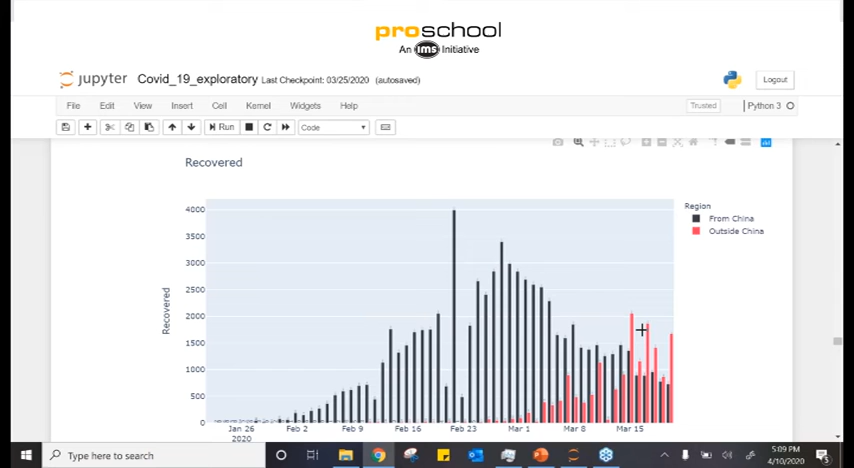 proschool
An ims Initiative
jupyter Covid_19_exploratory Last Checkpoint: 03/25/2020 (autosaved)
Logout
File Edit View Insert Cell Kernel Widgets Help
Trusted Python 3
Run Code
Recovered
Region
From China
Outside China
4000
3500
3000
2500
2000
1500
1000
500
0
Recovered
Jan 26 Feb 2 Feb 9 Feb 16 Feb 23 Mar 1 Mar 8 Mar 15
2020
Type here to search
5:09 PM
4/10/2020
5